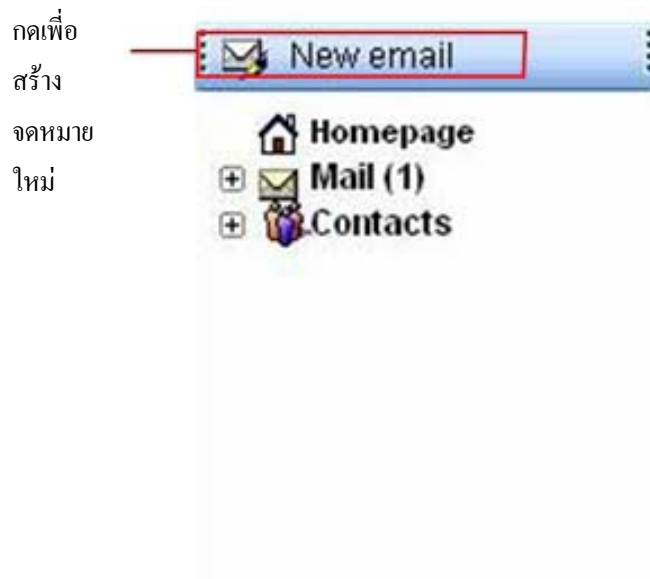 กดเพื่อ
สร้าง
จดหมาย
ใหม่
New email
Homepage
Mail (1)
Contacts